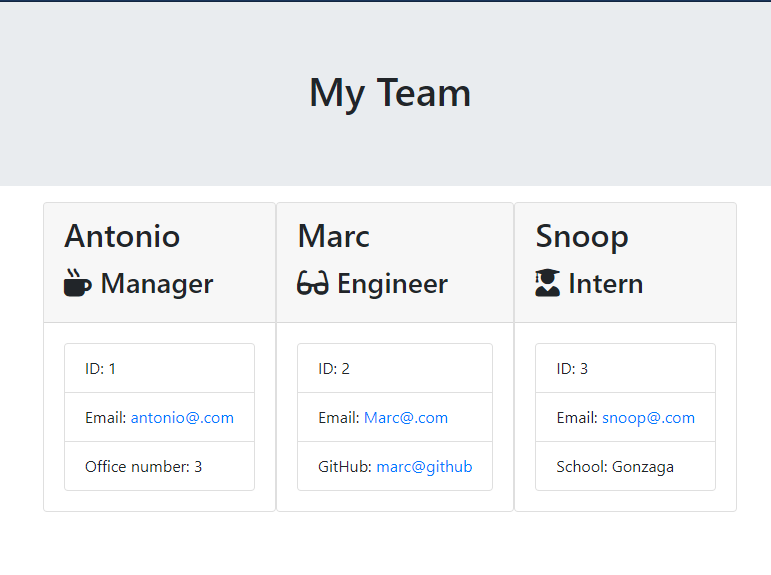 My Team
Antonio
Manager
ID: 1
Email: antonio@.com
Office number: 3
Marc
Engineer
ID: 2
Email: Marc@.com
GitHub: marc@github
Snoop
Intern
ID: 3
Email: snoop@.com
School: Gonzaga